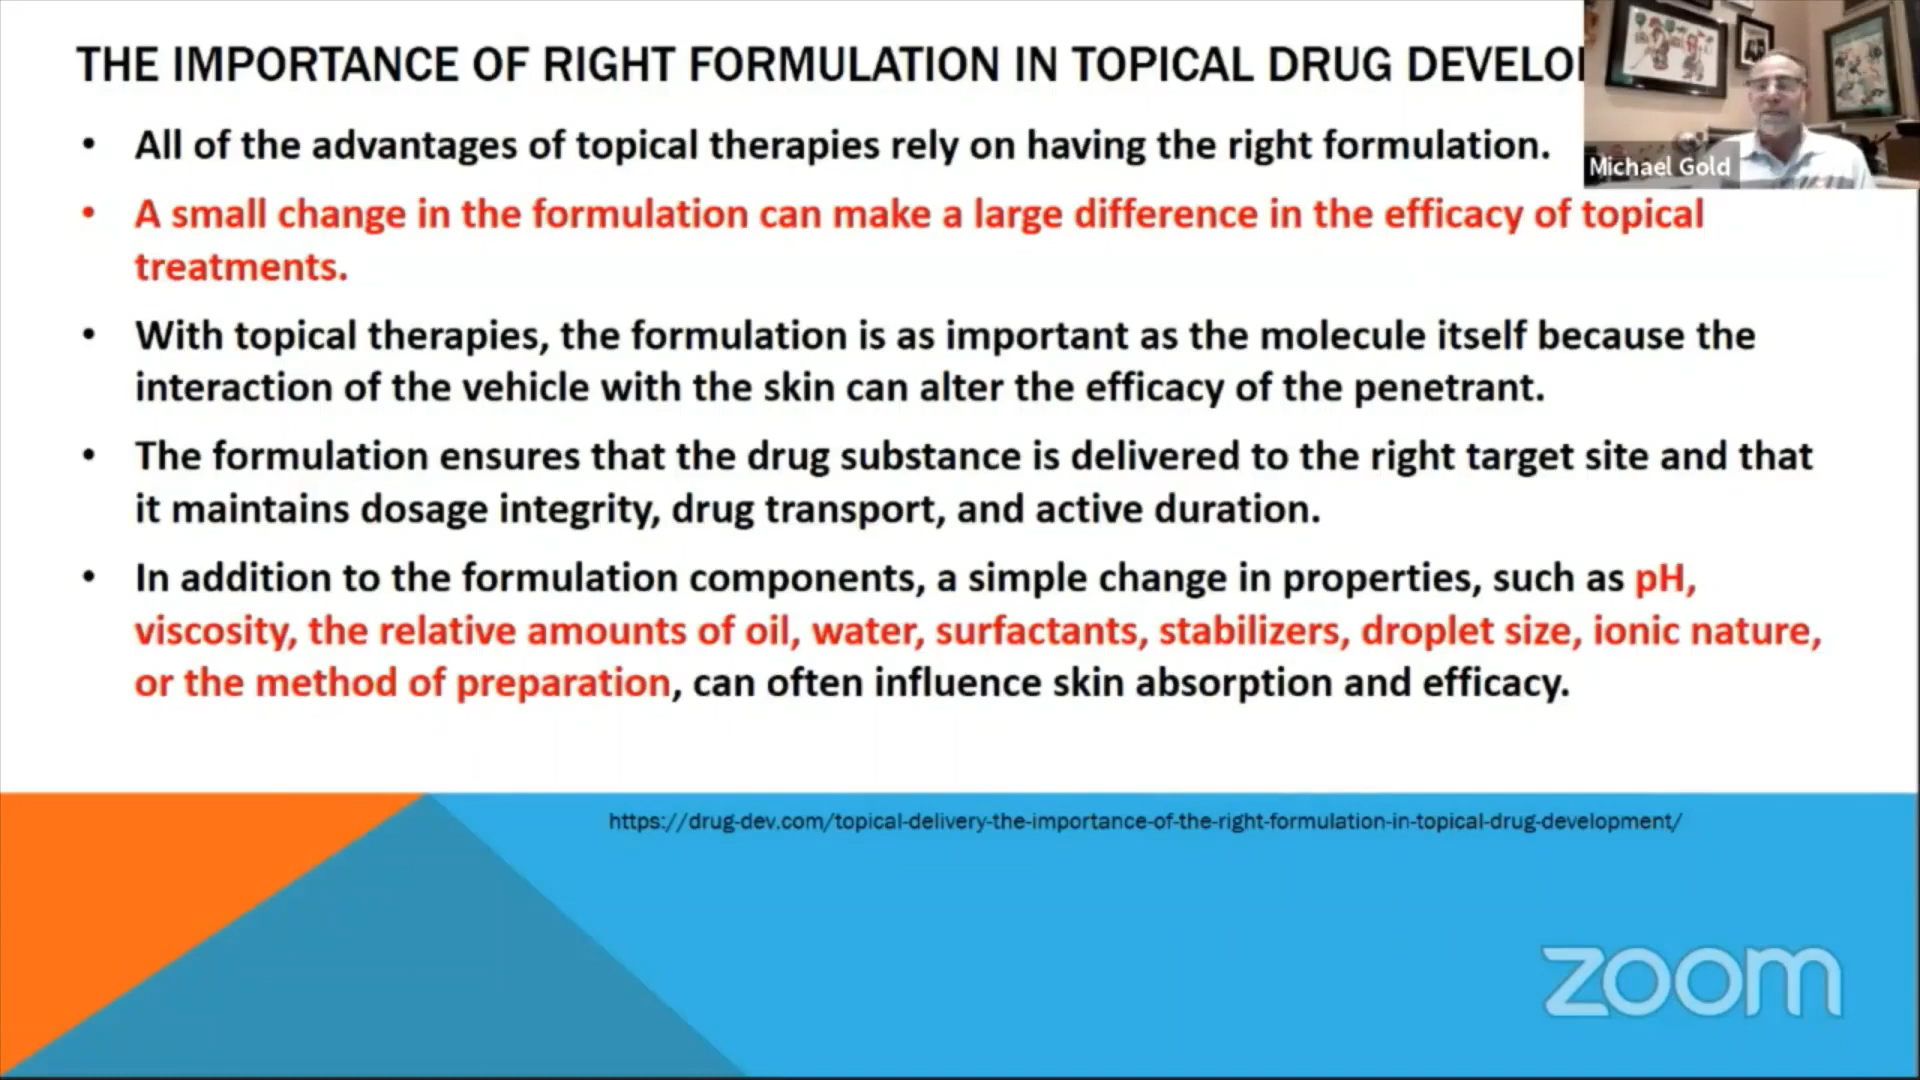 THE IMPORTANCE OF RIGHT FORMULATION IN TOPICAL DRUG DEVELO
• All of the advantages of topical therapies rely on having the right formulation.
Michael Gold
• A small change in the formulation can make a large difference in the efficacy of topical
treatments.
• With topical therapies, the formulation is as important as the molecule itself because the
interaction of the vehicle with the skin can alter the efficacy of the penetrant.
• The formulation ensures that the drug substance is delivered to the right target site and that
it maintains dosage integrity, drug transport, and active duration.
• In addition to the formulation components, a simple change in properties, such as pH,
viscosity, the relative amounts of oil, water, surfactants, stabilizers, droplet size, ionic nature,
or the method of preparation, can often influence skin absorption and efficacy.
https://drug-dev.com/topical-delivery-the-importance-of-the-right-formulation-in-topical-drug-development/
zoom